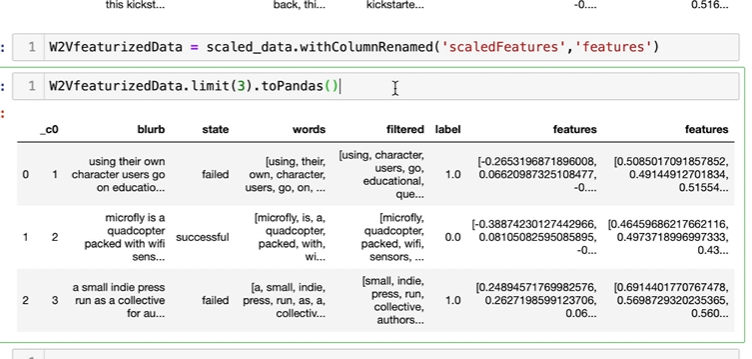 this kickst... back, thi... kickstarte... -0.... 0.516...
1 W2VfeaturizedData = scaled_data.withColumnRenamed('scaledFeatures','features')
1 W2VfeaturizedData.limit(3).toPandas()
_c0 blurb state words filtered label features features
using their own [using, their, [using, character, [-0.2653196871896008, [0.5085017091857852,
0 1 character users go failed own, character, users, go, 1.0 0.06620987325108477, 0.49144912701834,
on educatio... users, go, on, ... educational, -0.... 0.51554...
que...
microfly is a [microfly, is, a, [microfly, [-0.38874230127442966, [0.46459686217662116,
1 2 quadcopter successful quadcopter, quadcopter, 0.0 0.08105082595085895, 0.4973718996997333,
packed with wifi packed, with, packed, wifi, -0... 0.43...
sens... wi... sensors, ...
a small indie press [a, small, indie, [small, indie, [0.24894571769982576, [0.6914401770767478,
2 3 run as a collective failed press, run, as, a, press, run, 1.0 0.2627198599123706, 0.5698729320235365,
for au... collectiv... collective, 0.06... 0.560...
authors...